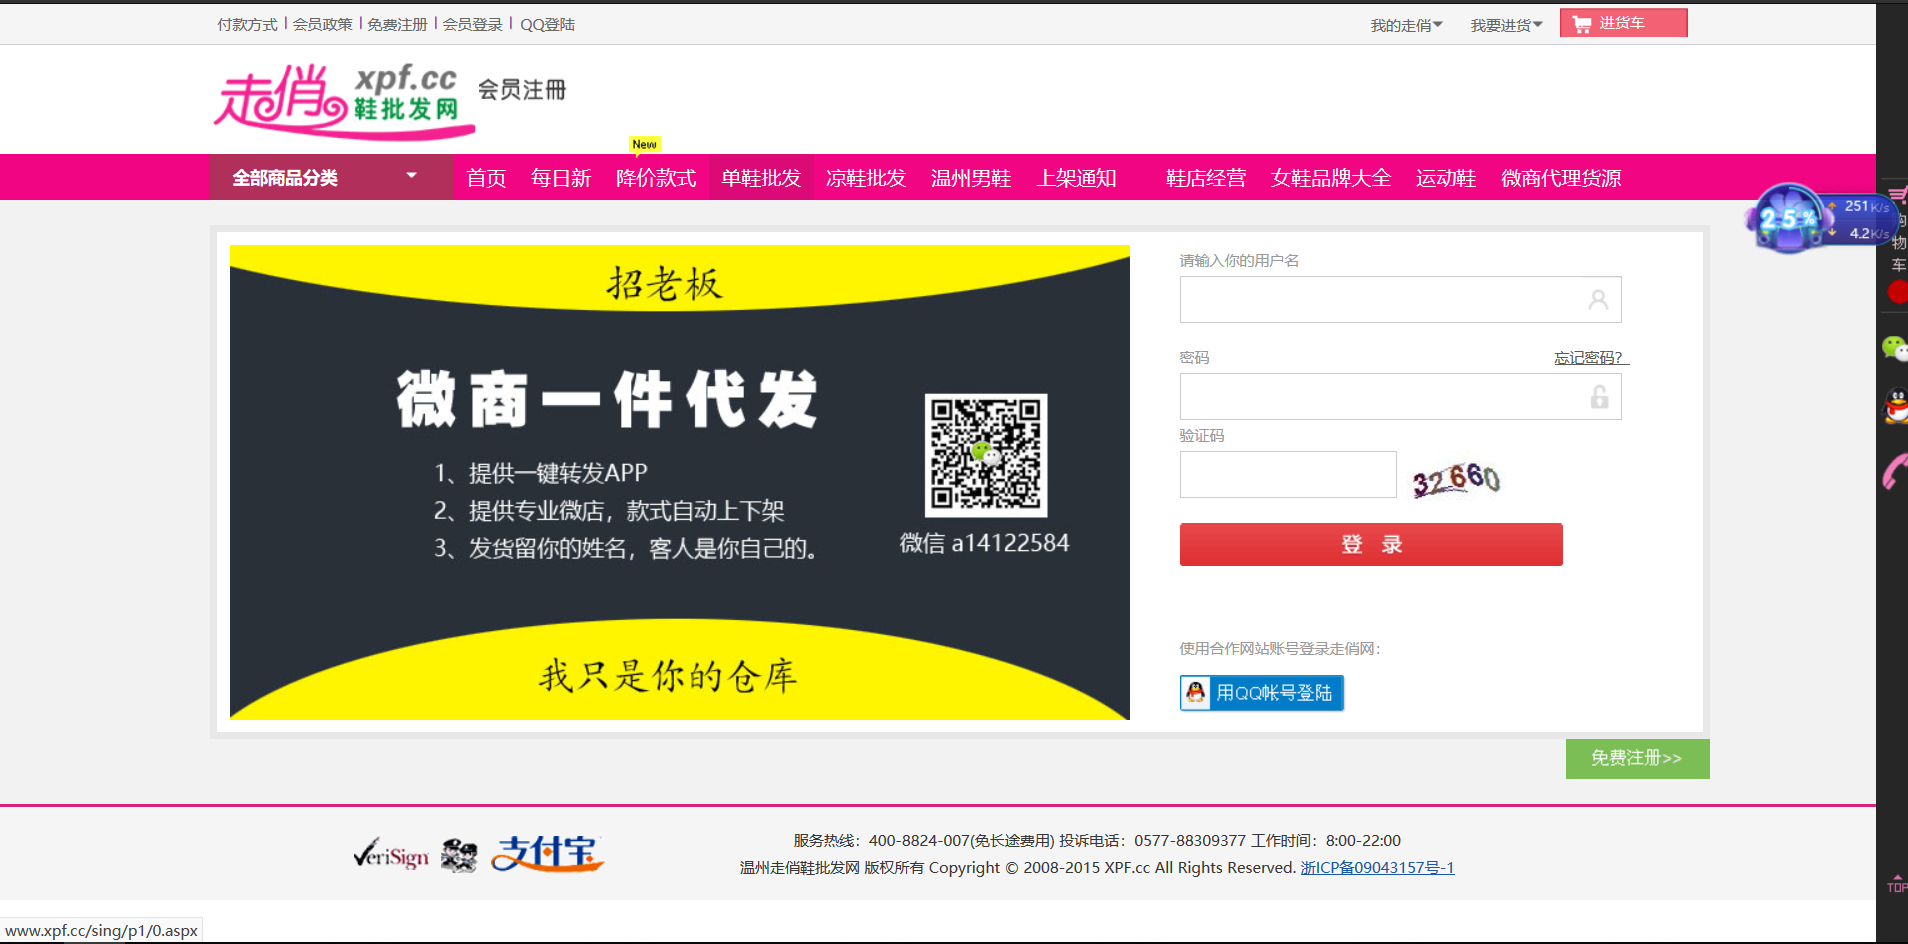 付款方式 会员政策 免费注册 会员登录 QQ登陆 我的走俏 我要进货 进货车
走俏 xpf.cc 鞋批发网 会员注冊
New
全部商品分类 首页 每日新 降价款式 单鞋批发 凉鞋批发 温州男鞋 上架通知 鞋店经营 女鞋品牌大全 运动鞋 微商代理货源
25%
251K/s
4.2K/s
购物车
招老板
微商一件代发
1、提供一键转发APP
2、提供专业微店，款式自动上下架
3、发货留你的姓名，客人是你自己的。
微信 a14122584
我只是你的仓库
请输入你的用户名
密码 忘记密码?
验证码
32660
登 录
使用合作网站账号登录走俏网：
用QQ帐号登陆
免费注册>>
VeriSign 支付宝
服务热线：400-8824-007(免长途费用) 投诉电话：0577-88309377 工作时间：8:00-22:00
温州走俏鞋批发网 版权所有 Copyright © 2008-2015 XPF.cc All Rights Reserved. 浙ICP备09043157号-1
TOP
www.xpf.cc/sing/p1/0.aspx